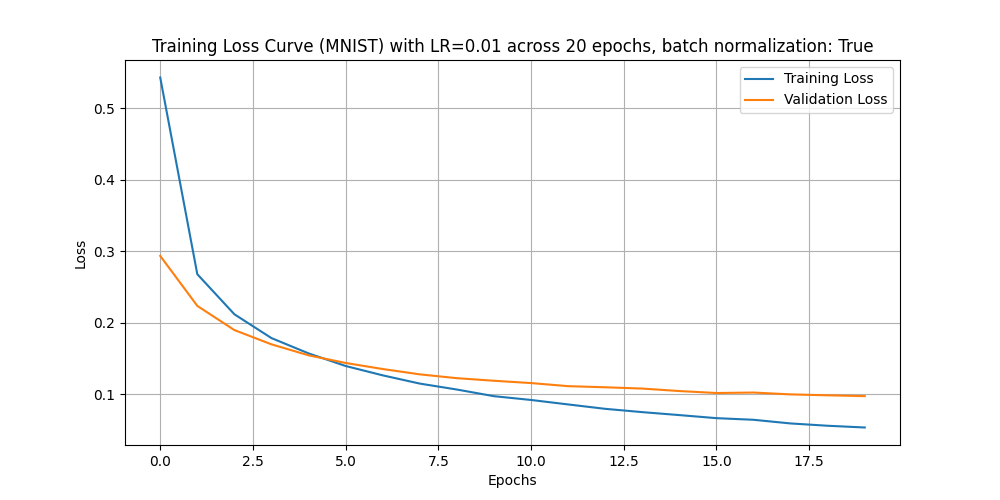 Training Loss Curve (MNIST) with LR=0.01 across 20 epochs, batch normalization: True
Training Loss
Validation Loss
0.5
0.4
0.3
0.2
0.1
Loss
0.0 2.5 5.0 7.5 10.0 12.5 15.0 17.5
Epochs